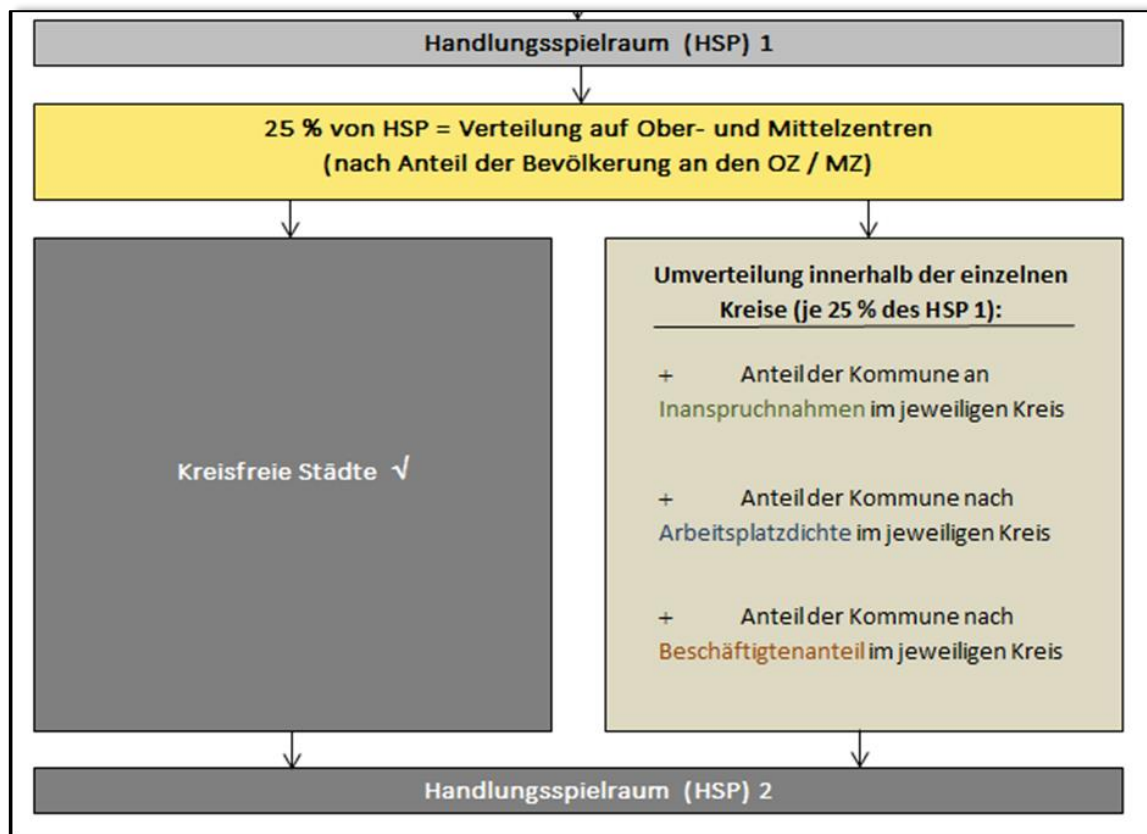 Handlungsspielraum (HSP) 1
25 % von HSP = Verteilung auf Ober- und Mittelzentren
(nach Anteil der Bevölkerung an den OZ / MZ)
Kreisfreie Städte √
Umverteilung innerhalb der einzelnen
Kreise (je 25 % des HSP 1):
+ Anteil der Kommune an
Inanspruchnahmen im jeweiligen Kreis
+ Anteil der Kommune nach
Arbeitsplatzdichte im jeweiligen Kreis
+ Anteil der Kommune nach
Beschäftigtenanteil im jeweiligen Kreis
Handlungsspielraum (HSP) 2